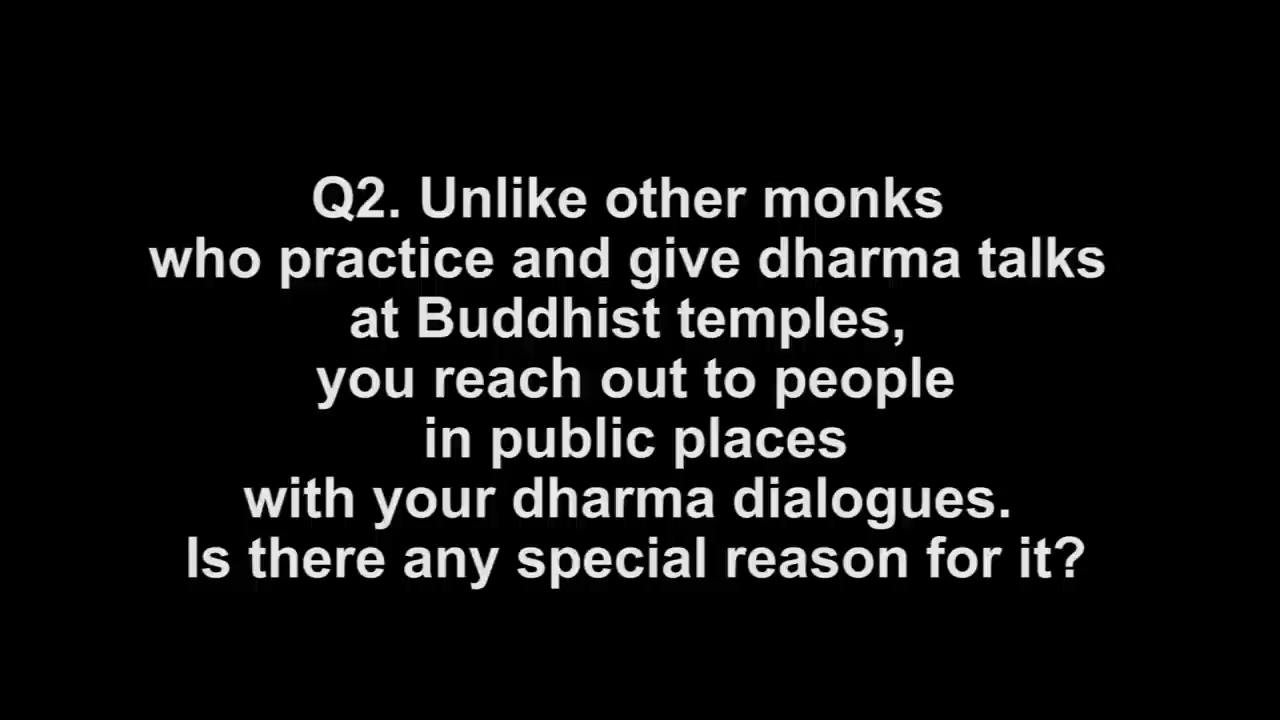 Q2. Unlike other monks
who practice and give dharma talks
at Buddhist temples,
you reach out to people
in public places
with your dharma dialogues.
Is there any special reason for it?